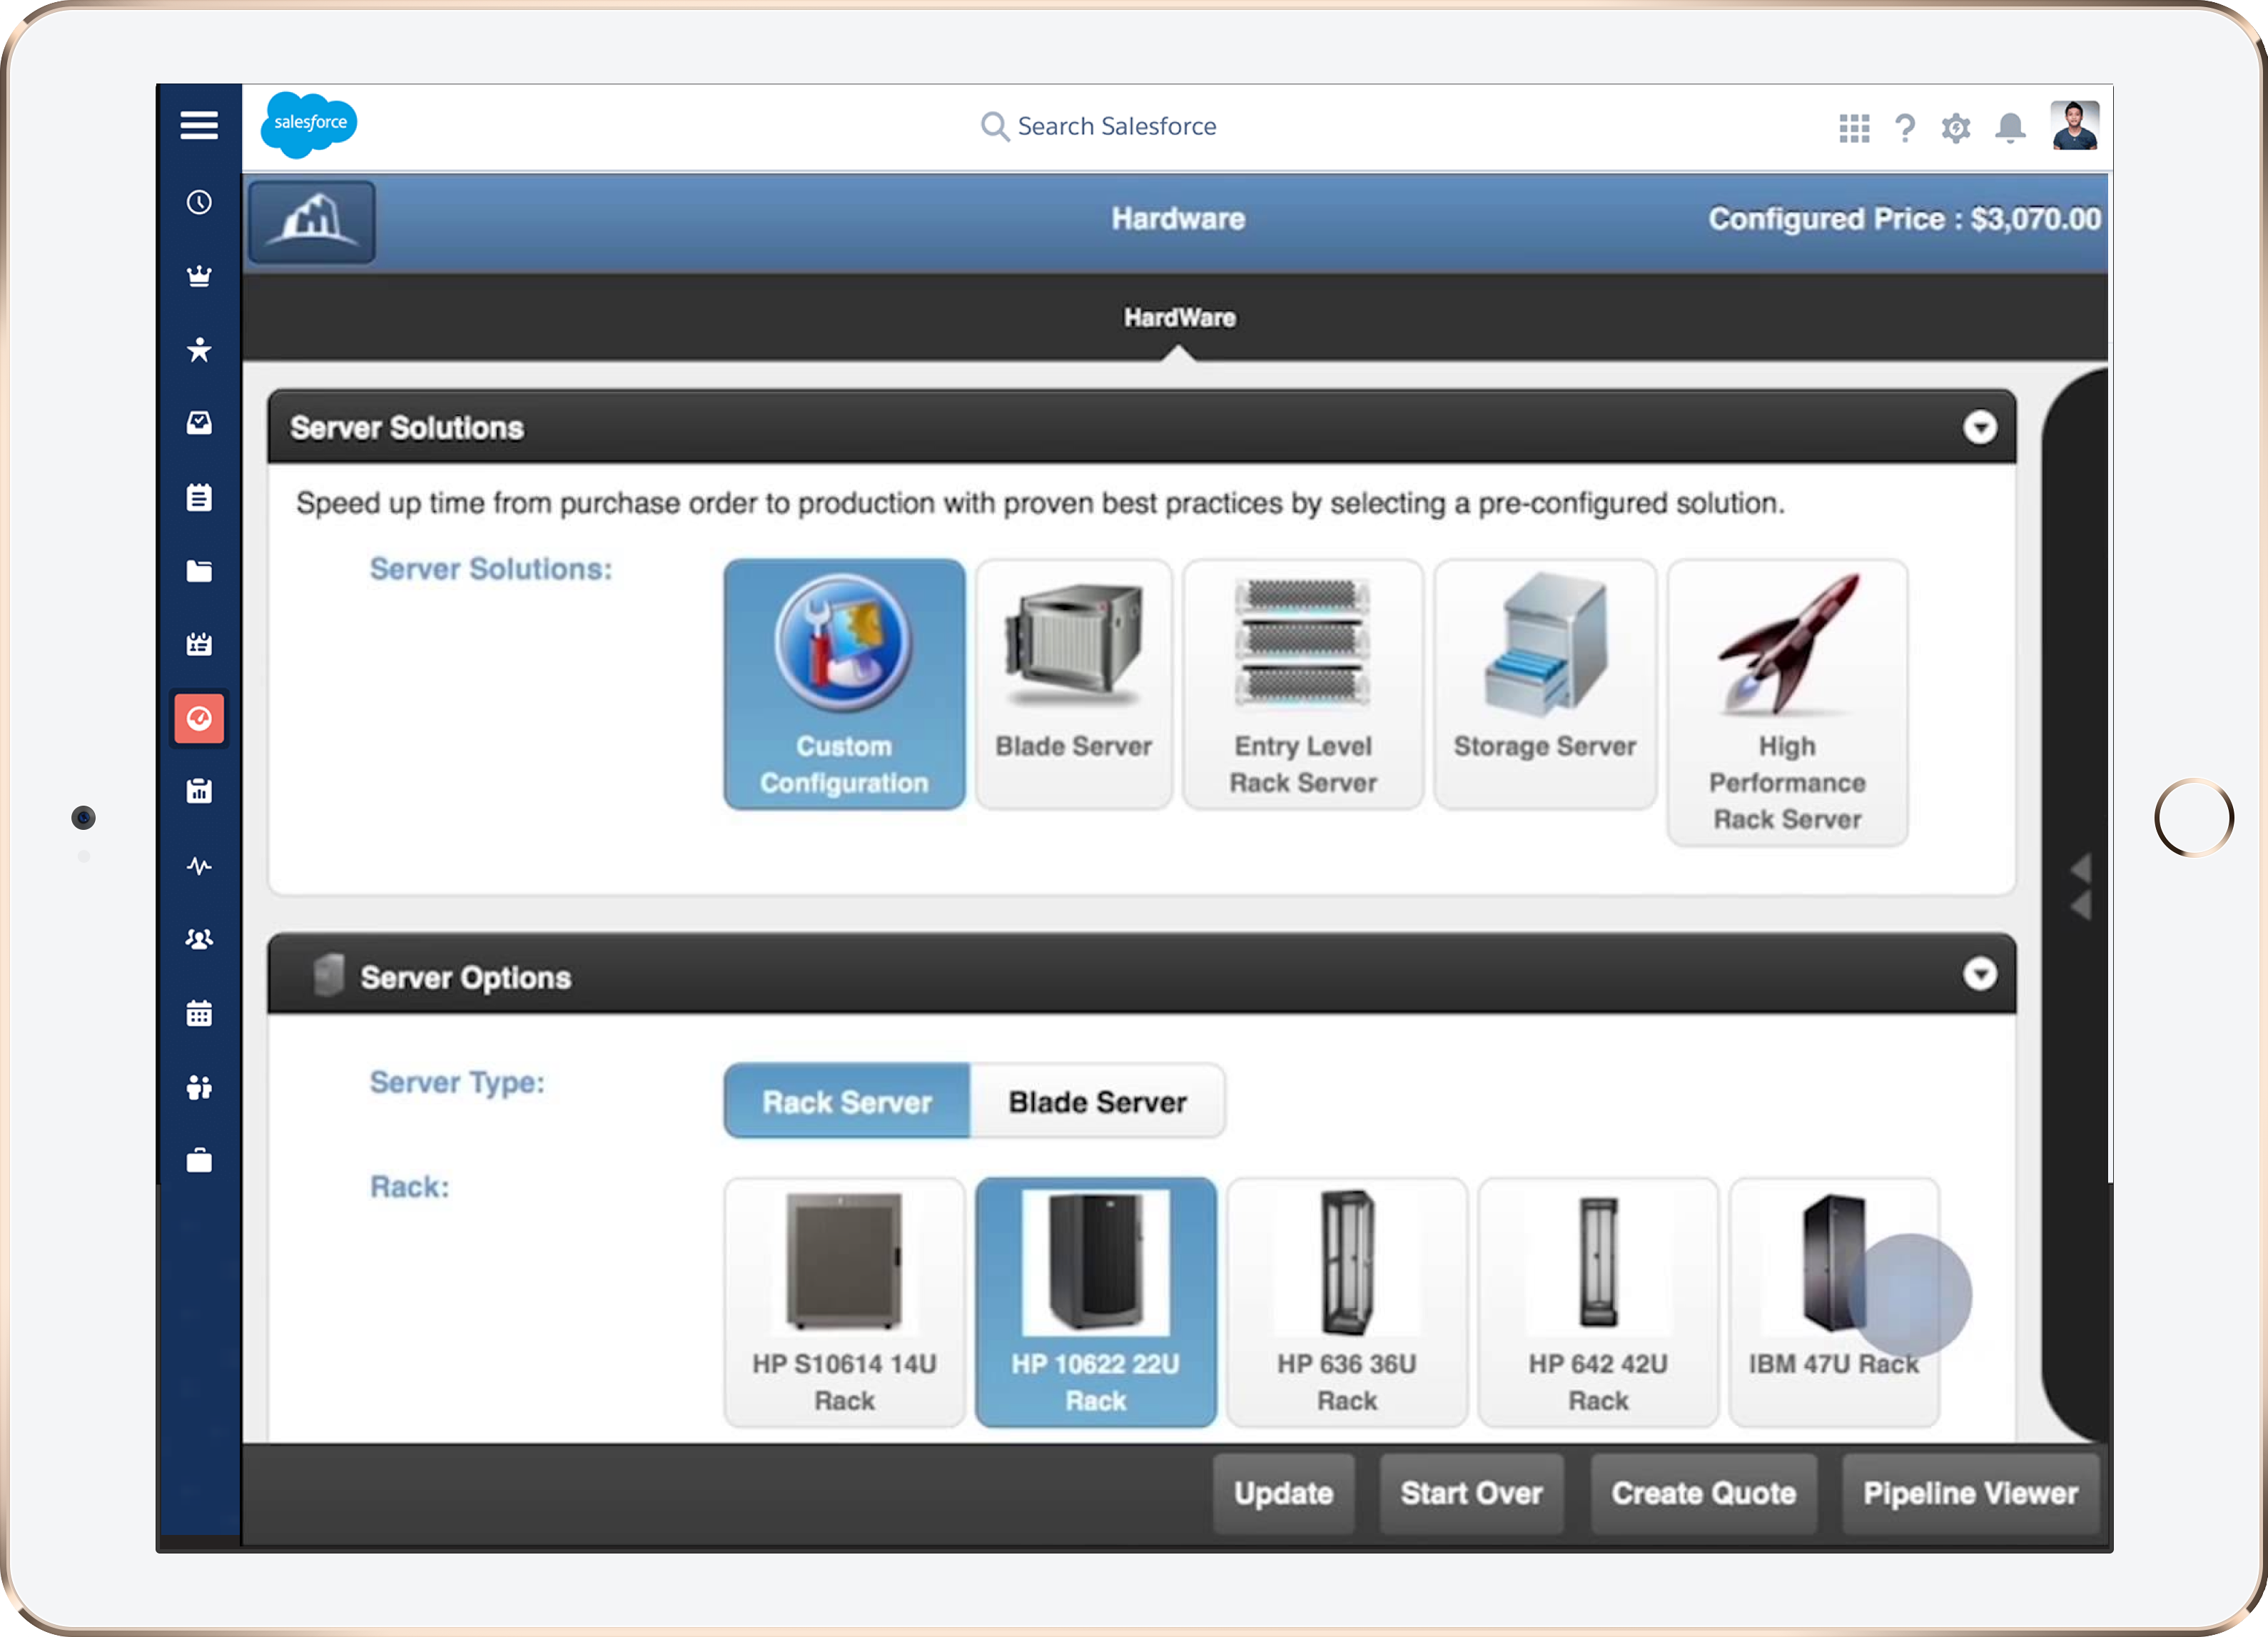 salesforce
Search Salesforce
?
Hardware
Configured Price : $3,070.00
HardWare
Server Solutions
Speed up time from purchase order to production with proven best practices by selecting a pre-configured solution.
Server Solutions:
Custom
Configuration
Blade Server
Entry Level
Rack Server
Storage Server
High
Performance
Rack Server
Server Options
Server Type:
Rack Server
Blade Server
Rack:
HP S10614 14U
Rack
HP 10622 22U
Rack
HP 636 36U
Rack
HP 642 42U
Rack
IBM 47U Rack
Update
Start Over
Create Quote
Pipeline Viewer